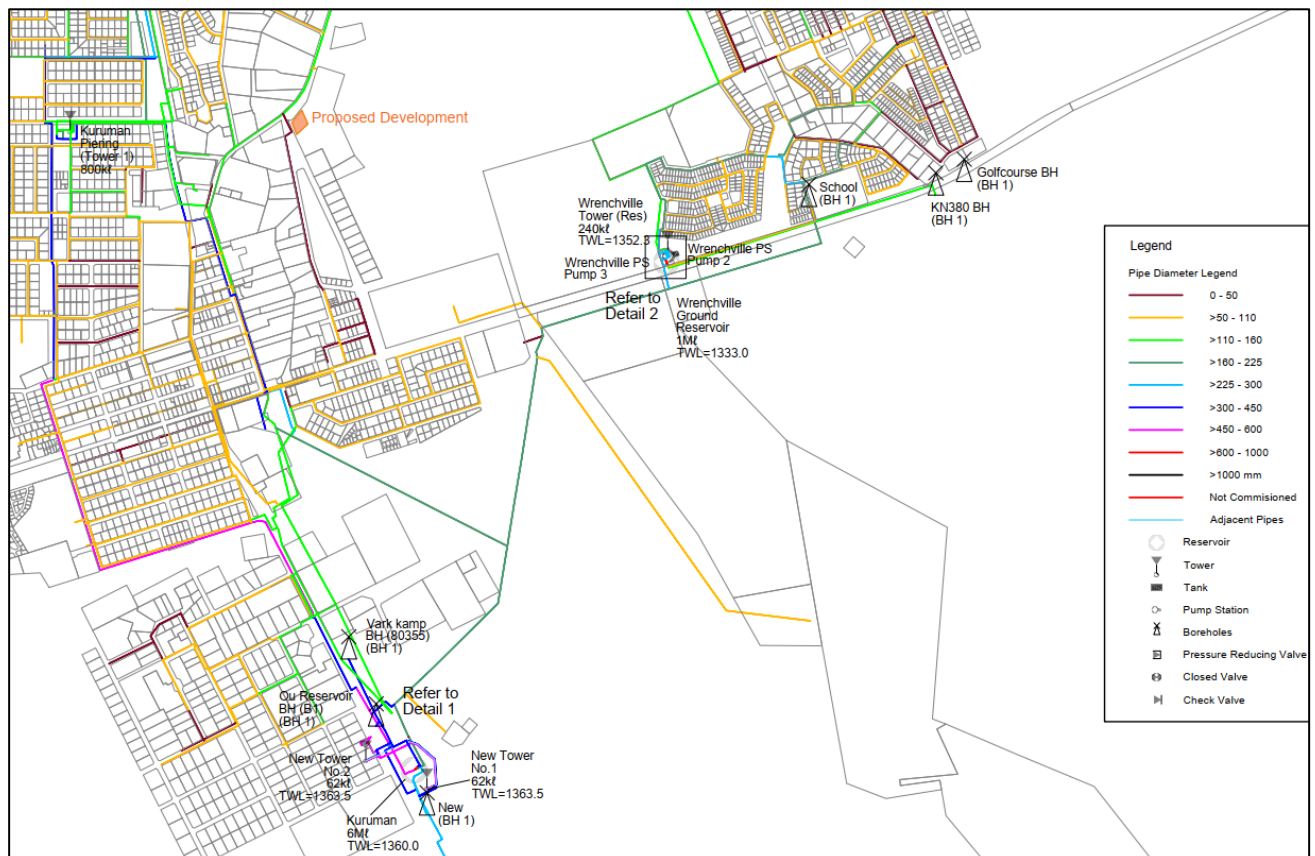 Proposed Development
Kuruman
Piering
(Tower 1)
800kℓ
Golfcourse BH
(BH 1)
KN380 BH
(BH 1)
School
(BH 1)
Wrenchville
Tower (Res)
240kℓ
TWL=1352.3
Wrenchville PS
Pump 2
Wrenchville PS
Pump 3
Refer to
Detail 2
Wrenchville
Ground
Reservoir
1Mℓ
TWL=1333.0
Vark kamp
BH (80355)
(BH 1)
Ou Reservoir
BH (B1)
(BH 1)
Refer to
Detail 1
New Tower
No.2
62kℓ
TWL=1363.5
New Tower
No.1
62kℓ
TWL=1363.5
Kuruman
6Mℓ
TWL=1360.0
New
(BH 1)
Legend
Pipe Diameter Legend
0 - 50
>50 - 110
>110 - 160
>160 - 225
>225 - 300
>300 - 450
>450 - 600
>600 - 1000
>1000 mm
Not Commisioned
Adjacent Pipes
Reservoir
Tower
Tank
Pump Station
Boreholes
Pressure Reducing Valve
Closed Valve
Check Valve